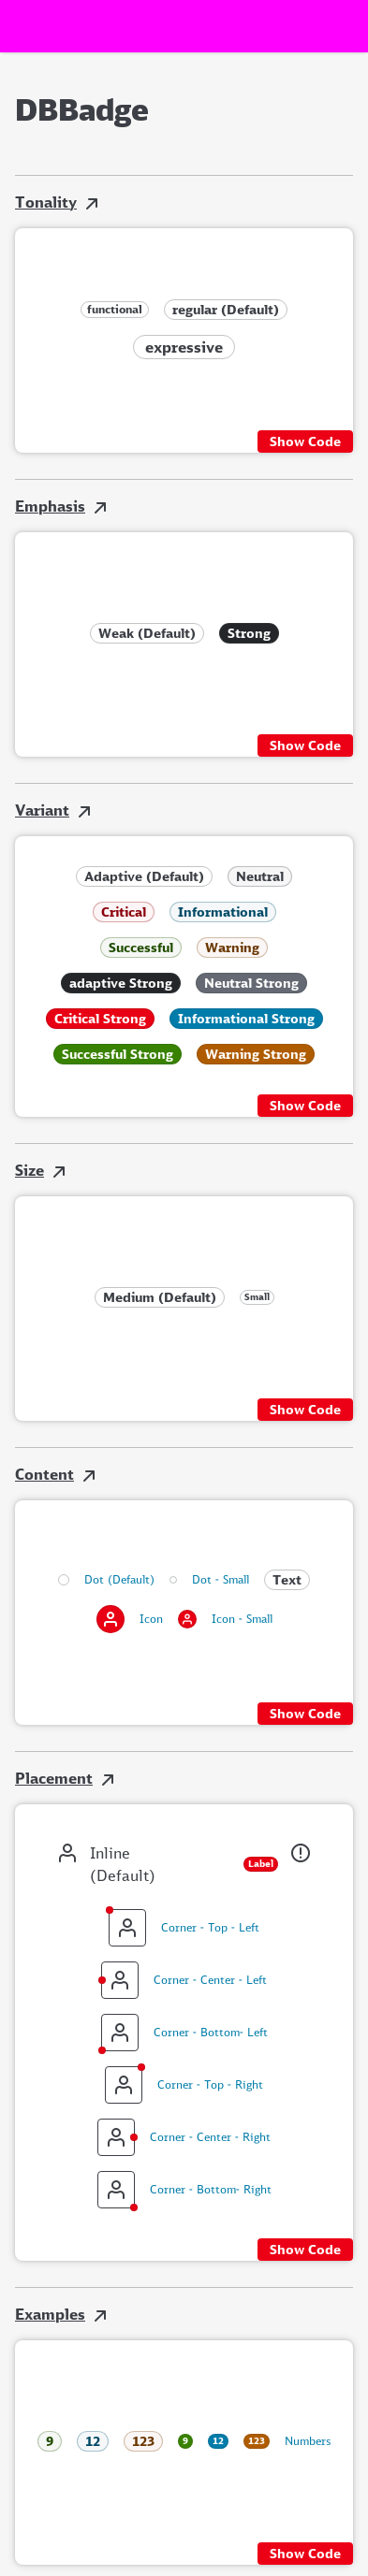 DBBadge
Tonality
functional regular (Default)
expressive
Show Code
Emphasis
Weak (Default) Strong
Show Code
Variant
Adaptive (Default) Neutral
Critical Informational
Successful Warning
adaptive Strong Neutral Strong
Critical Strong Informational Strong
Successful Strong Warning Strong
Show Code
Size
Medium (Default) Small
Show Code
Content
Dot (Default) Dot - Small Text
Icon Icon - Small
Show Code
Placement
Inline
(Default)
Label
Corner - Top - Left
Corner - Center - Left
Corner - Bottom- Left
Corner - Top - Right
Corner - Center - Right
Corner - Bottom- Right
Show Code
Examples
9 12 123 9 12 123 Numbers
Show Code